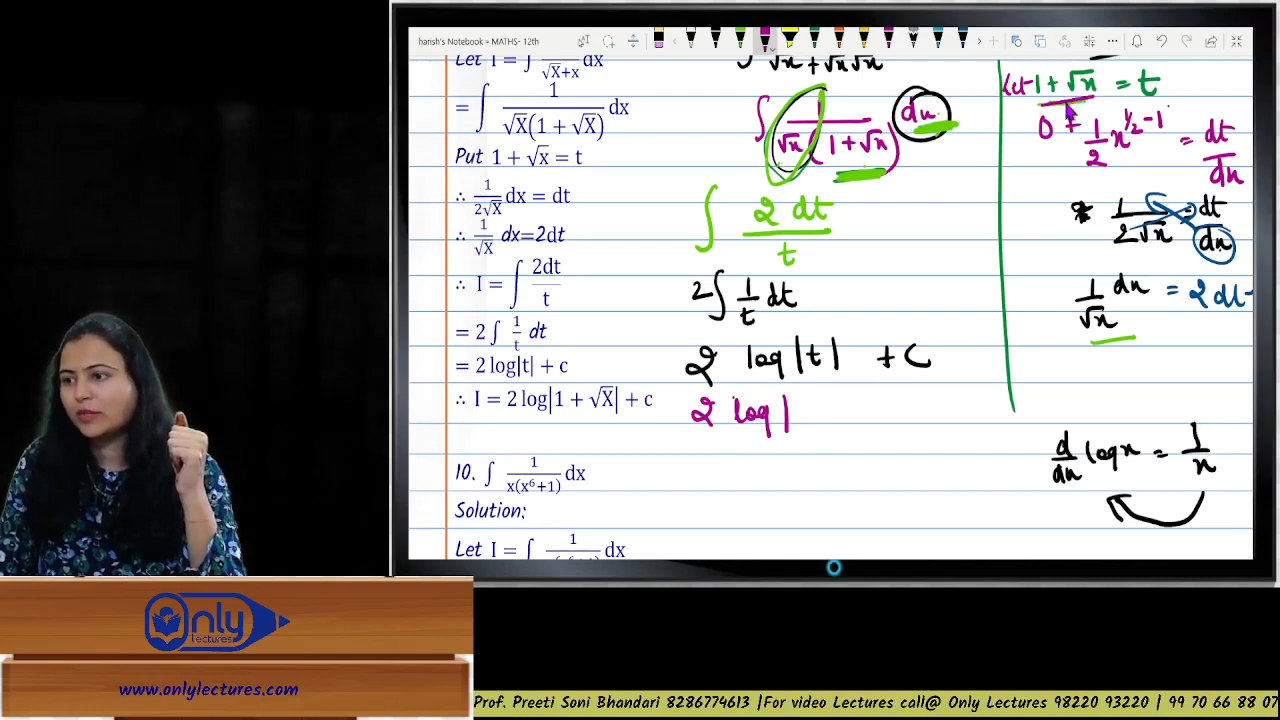 harish's Notebook » MATHS- 12th
Let I = ∫ 1/(√X+x) dx
= ∫ 1/(√X(1 + √X)) dx
Put 1 + √x = t
∴ 1/(2√X) dx = dt
∴ 1/√X dx=2dt
∴ I = ∫ 2dt/t
= 2∫ 1/t dt
= 2 log|t| + c
∴ I = 2 log|1 + √X| + c
10. ∫ 1/(x(x⁶+1)) dx
Solution:
Let I = ∫ 1 dx
∫ √x + √x√x
∫ 1/(√x(1 + √x)) dx
∫ 2 dt/t
2∫ 1/t dt
2 log|t| + c
2 log|
let 1 + √x = t
0 + 1/2 x^(1/2 - 1) = dt/dx
1/(2√x) = dt/dx
1/√x dx = 2dt
d/dx log x = 1/x
Only
lectures
www.onlylectures.com
Prof. Preeti Soni Bhandari 8286774613 |For video Lectures call@ Only Lectures 98220 93220 | 99 70 66 88 07